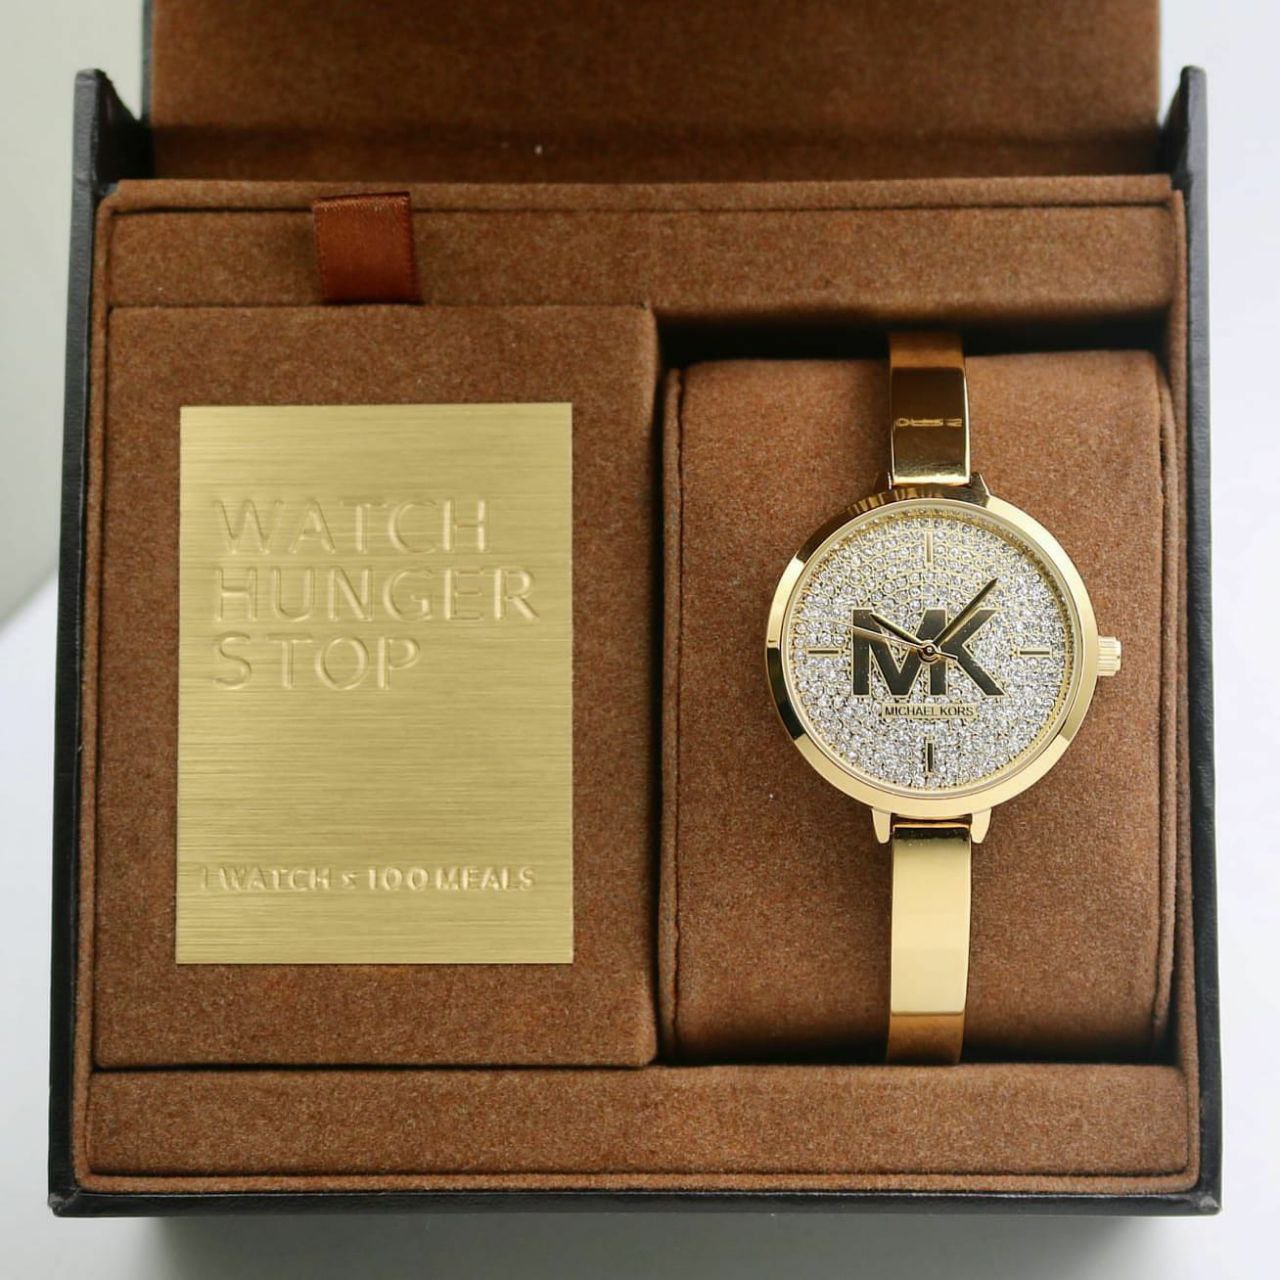 WATCH
HUNGER
STOP
1 WATCH = 100 MEALS
MK
MICHAEL KORS